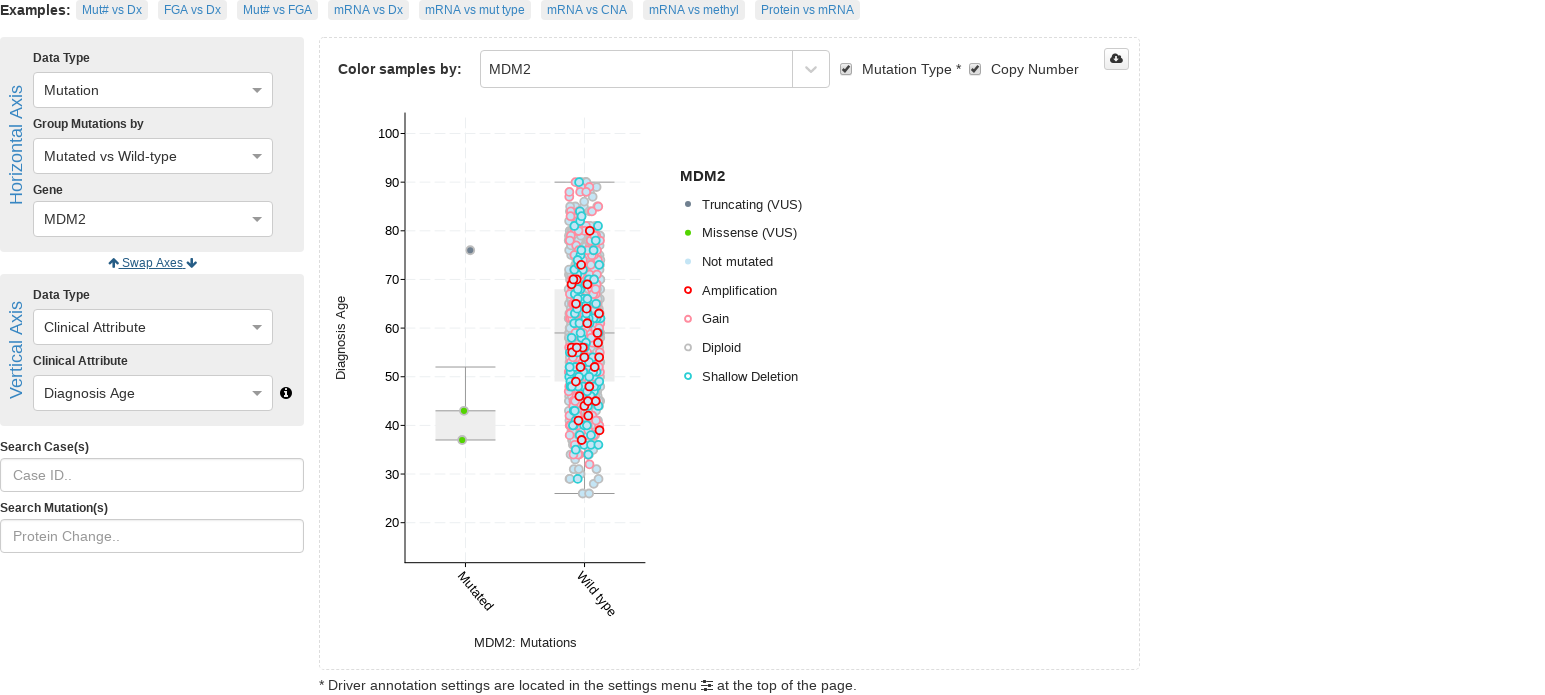 Examples: Mut# vs Dx FGA vs Dx Mut# vs FGA mRNA vs Dx mRNA vs mut type mRNA vs CNA mRNA vs methyl Protein vs mRNA
Horizontal Axis
Data Type
Mutation
Group Mutations by
Mutated vs Wild-type
Gene
MDM2
Swap Axes
Vertical Axis
Data Type
Clinical Attribute
Clinical Attribute
Diagnosis Age
Search Case(s)
Case ID..
Search Mutation(s)
Protein Change..
Color samples by: MDM2 Mutation Type * Copy Number
Diagnosis Age
100
90
80
70
60
50
40
30
20
Mutated
Wild type
MDM2: Mutations
MDM2
Truncating (VUS)
Missense (VUS)
Not mutated
Amplification
Gain
Diploid
Shallow Deletion
* Driver annotation settings are located in the settings menu at the top of the page.